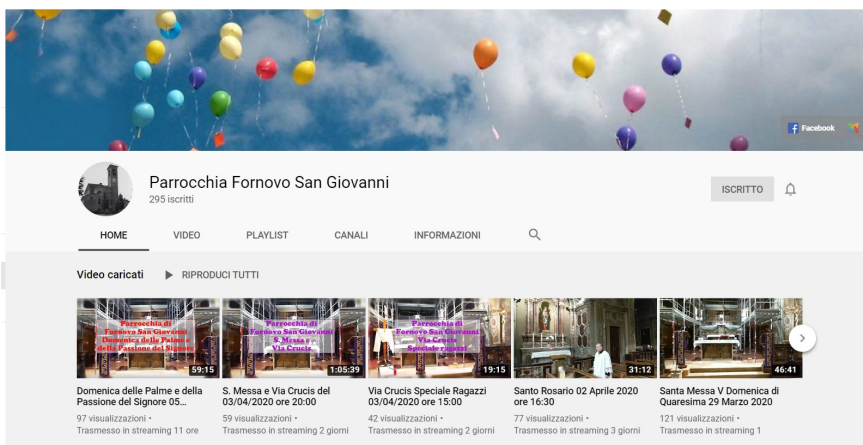 Facebook
Parrocchia Fornovo San Giovanni
295 iscritti
ISCRITTO
HOME VIDEO PLAYLIST CANALI INFORMAZIONI
Video caricati RIPRODUCI TUTTI
Parrocchia di
Fornovo San Giovanni
Domenica delle Palme e
della Passione del Signore
59:15
Parrocchia di
Fornovo San Giovanni
S. Messa e
Via Crucis
1:05:39
Parrocchia di
Fornovo San Giovanni
Via Crucis
Speciale ragazzi
19:15
31:12
46:41
Domenica delle Palme e della
Passione del Signore 05...
97 visualizzazioni •
Trasmesso in streaming 11 ore
S. Messa e Via Crucis del
03/04/2020 ore 20:00
59 visualizzazioni •
Trasmesso in streaming 2 giorni
Via Crucis Speciale Ragazzi
03/04/2020 ore 15:00
42 visualizzazioni •
Trasmesso in streaming 2 giorni
Santo Rosario 02 Aprile 2020
ore 16:30
77 visualizzazioni •
Trasmesso in streaming 3 giorni
Santa Messa V Domenica di
Quaresima 29 Marzo 2020
121 visualizzazioni •
Trasmesso in streaming 1